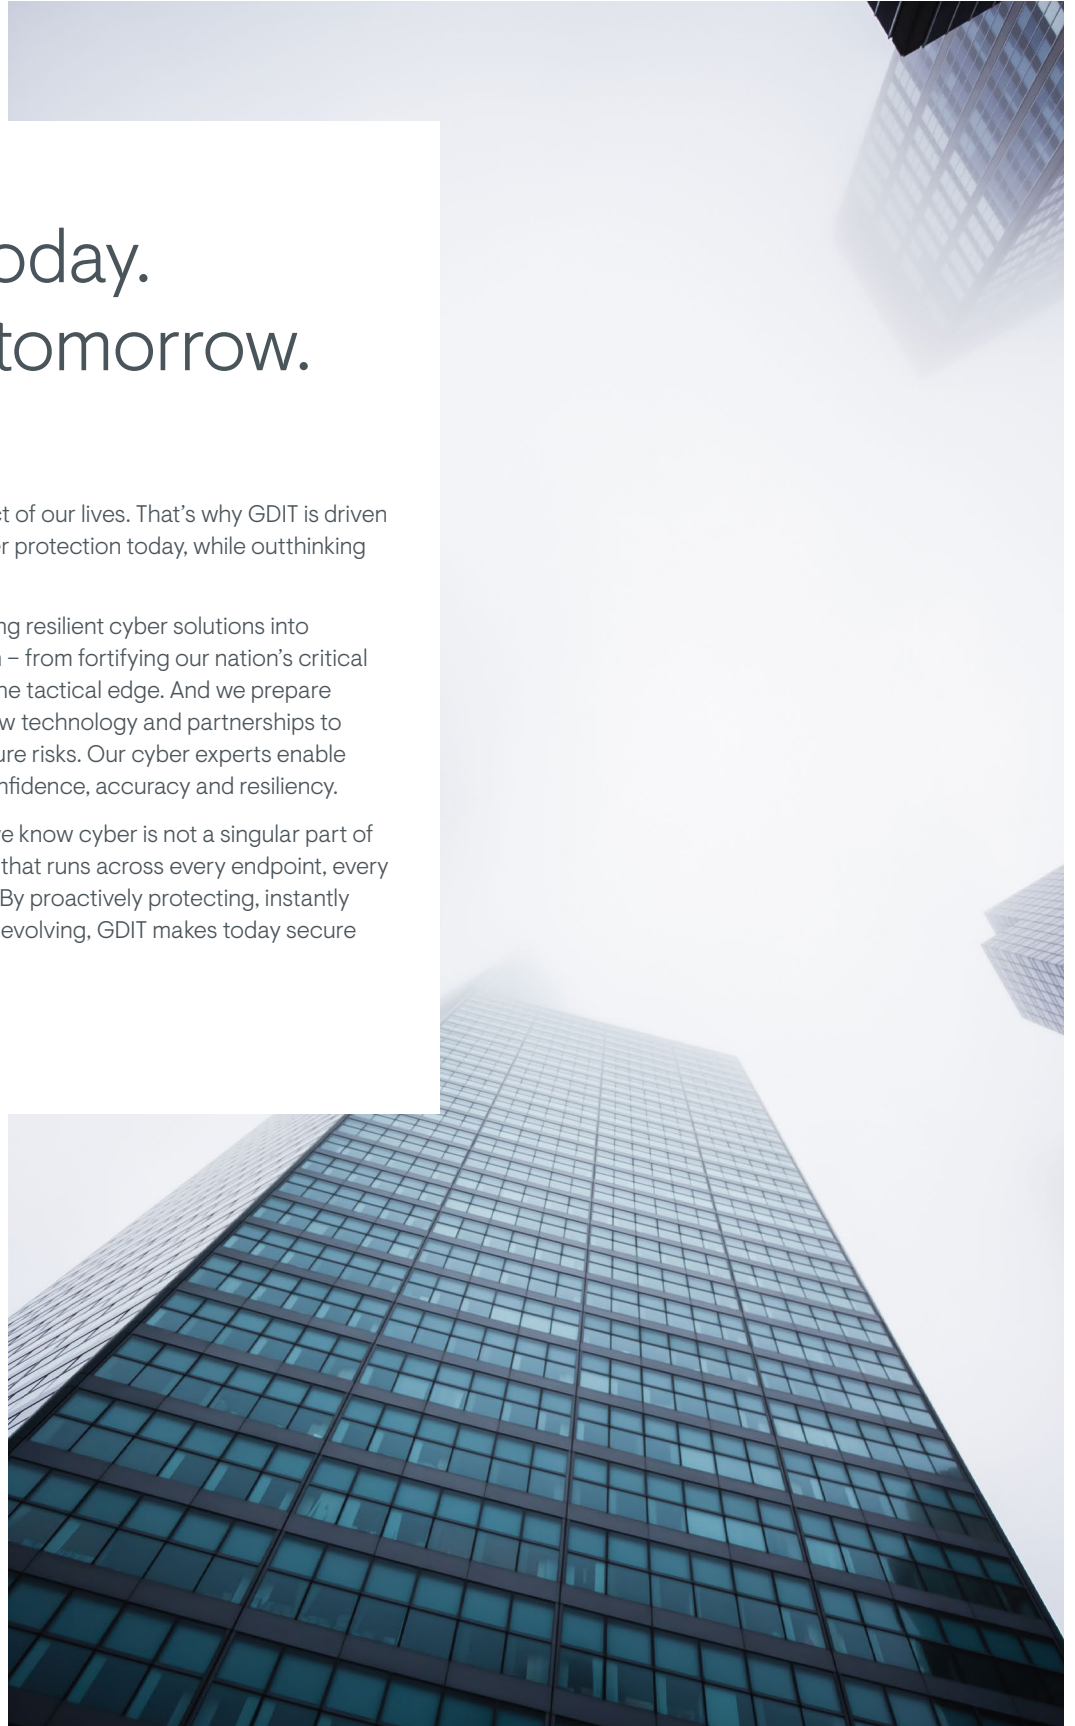 oday.
tomorrow.
ct of our lives. That’s why GDIT is driven
er protection today, while outthinking
ng resilient cyber solutions into
– from fortifying our nation’s critical
he tactical edge. And we prepare
w technology and partnerships to
ure risks. Our cyber experts enable
nfidence, accuracy and resiliency.
e know cyber is not a singular part of
that runs across every endpoint, every
By proactively protecting, instantly
evolving, GDIT makes today secure